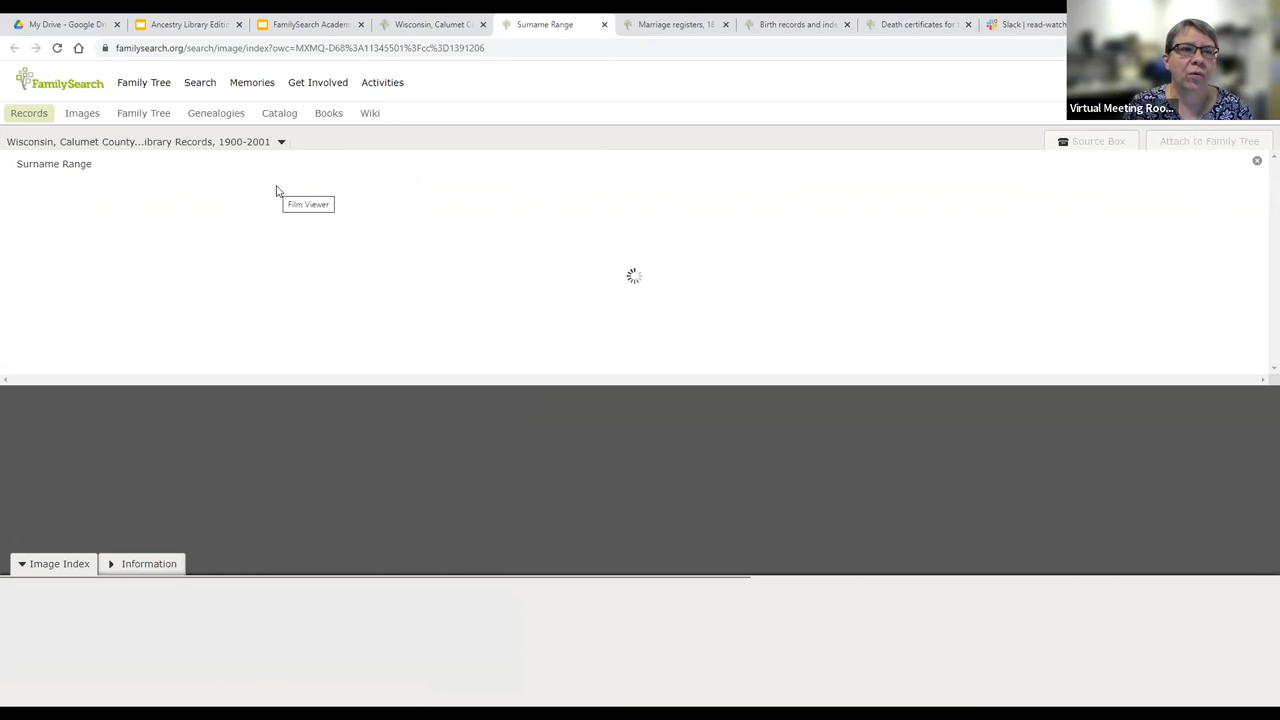 My Drive - Google Dri
Ancestry Library Editio
FamilySearch Academ
Wisconsin, Calumet C
Surname Range
Marriage registers, 18
Birth records and inde
Death certificates for t
Slack | read-watch
familysearch.org/search/image/index?owc=MXMQ-D68%3A11345501%3Fcc%3D1391206
FamilySearch
Family Tree
Search
Memories
Get Involved
Activities
Virtual Meeting Roo...
Records
Images
Family Tree
Genealogies
Catalog
Books
Wiki
Wisconsin, Calumet County...ibrary Records, 1900-2001
Source Box
Attach to Family Tree
Surname Range
Film Viewer
Image Index
Information